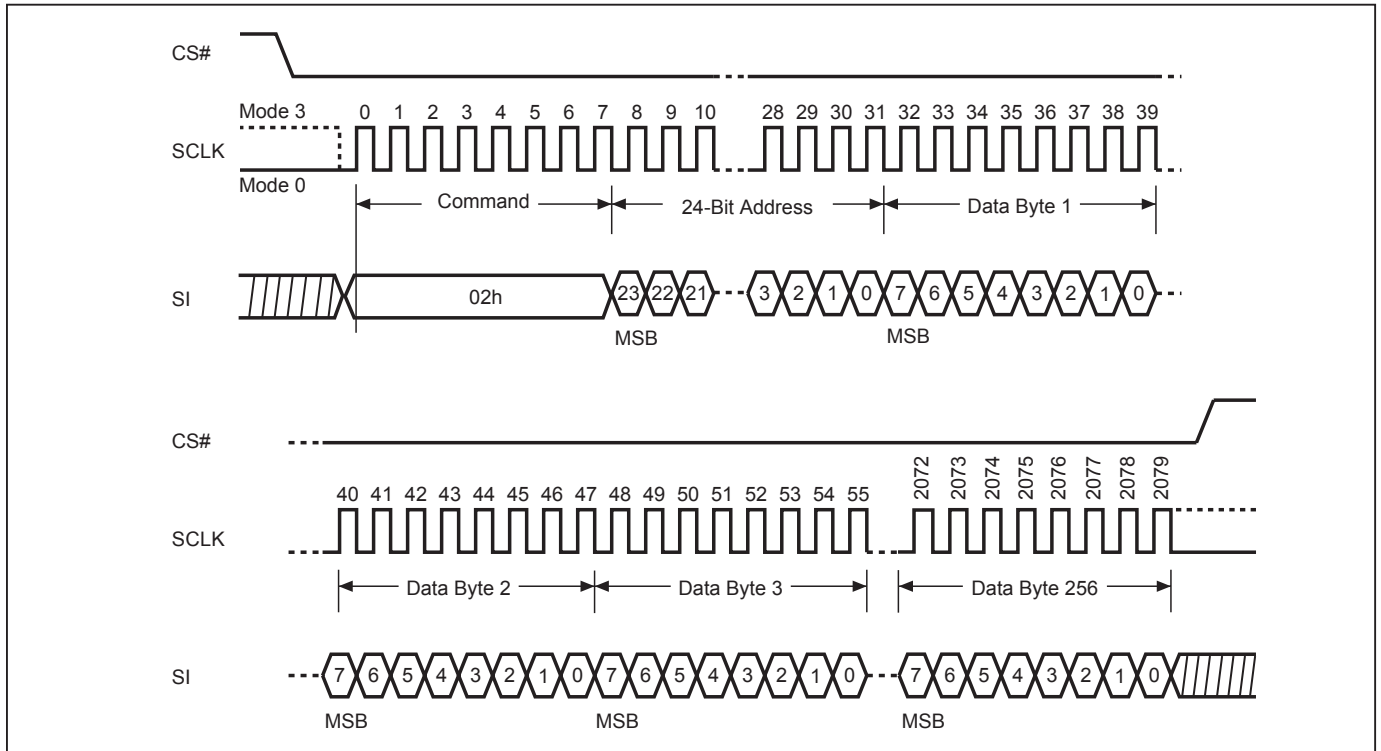 CS#
Mode 3 0 1 2 3 4 5 6 7 8 9 10 28 29 30 31 32 33 34 35 36 37 38 39
SCLK
Mode 0
Command 24-Bit Address Data Byte 1
SI 02h 23 22 21 3 2 1 0 7 6 5 4 3 2 1 0
MSB MSB
CS#
40 41 42 43 44 45 46 47 48 49 50 51 52 53 54 55 2072 2073 2074 2075 2076 2077 2078 2079
SCLK
Data Byte 2 Data Byte 3 Data Byte 256
SI 7 6 5 4 3 2 1 0 7 6 5 4 3 2 1 0 7 6 5 4 3 2 1 0
MSB MSB MSB